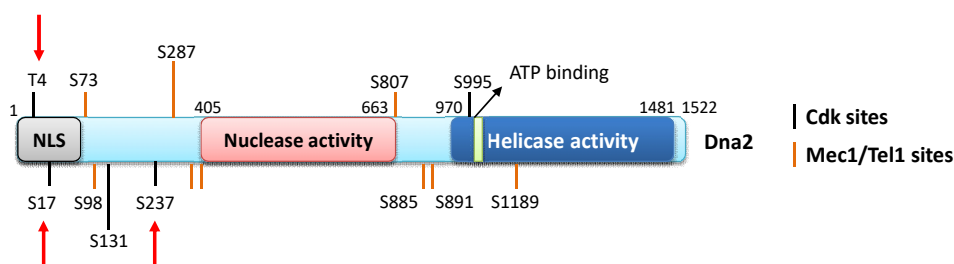 S287
ATP binding
T4 S73 S807 S995
1 405 663 970 1481 1522
NLS Nuclease activity Helicase activity Dna2
Cdk sites
Mec1/Tel1 sites
S17 S98 S237 S885 S891 S1189
S131